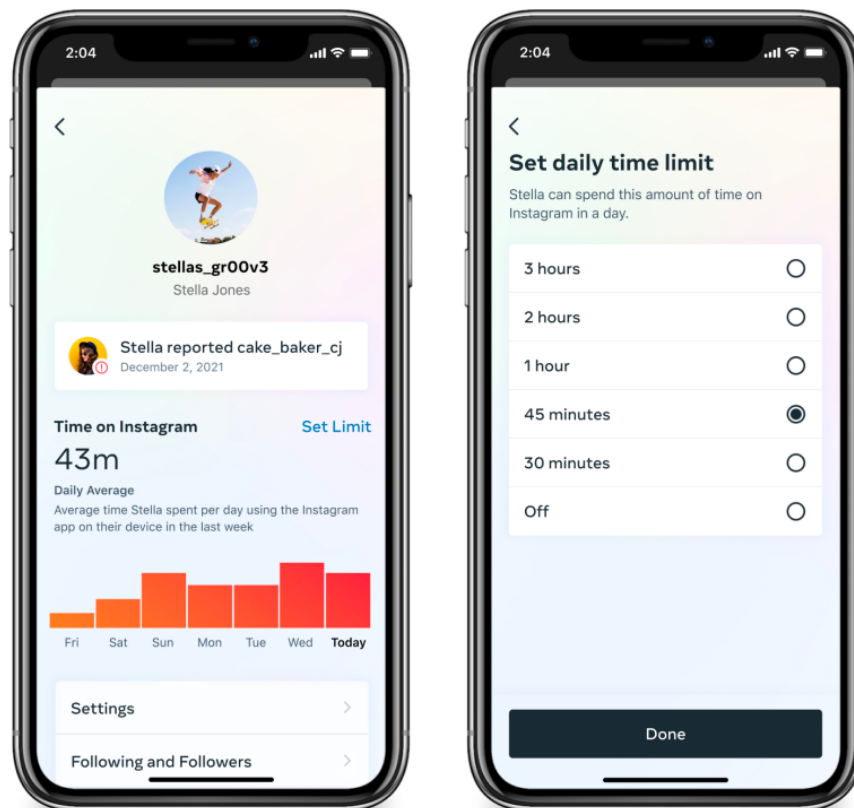 2:04
stellas_gr00v3
Stella Jones
Stella reported cake_baker_cj
December 2, 2021
Time on Instagram
Set Limit
43m
Daily Average
Average time Stella spent per day using the Instagram
app on their device in the last week
Fri Sat Sun Mon Tue Wed Today
Settings
Following and Followers
2:04
Set daily time limit
Stella can spend this amount of time on
Instagram in a day.
3 hours
2 hours
1 hour
45 minutes
30 minutes
Off
Done